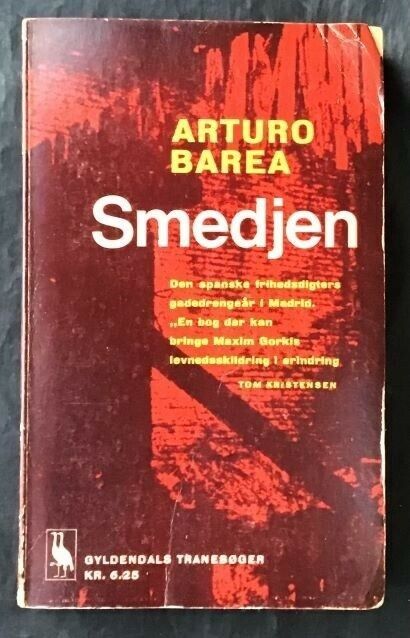 ARTURO
BAREA
Smedjen
Den spanske frihedsdigters
gadedrengeår i Madrid.
„En bog der kan
bringe Maxim Gorkis
levnedsskildring i erindring
TOM KRISTENSEN
GYLDENDALS TRANEBØGER
KR. 6.25